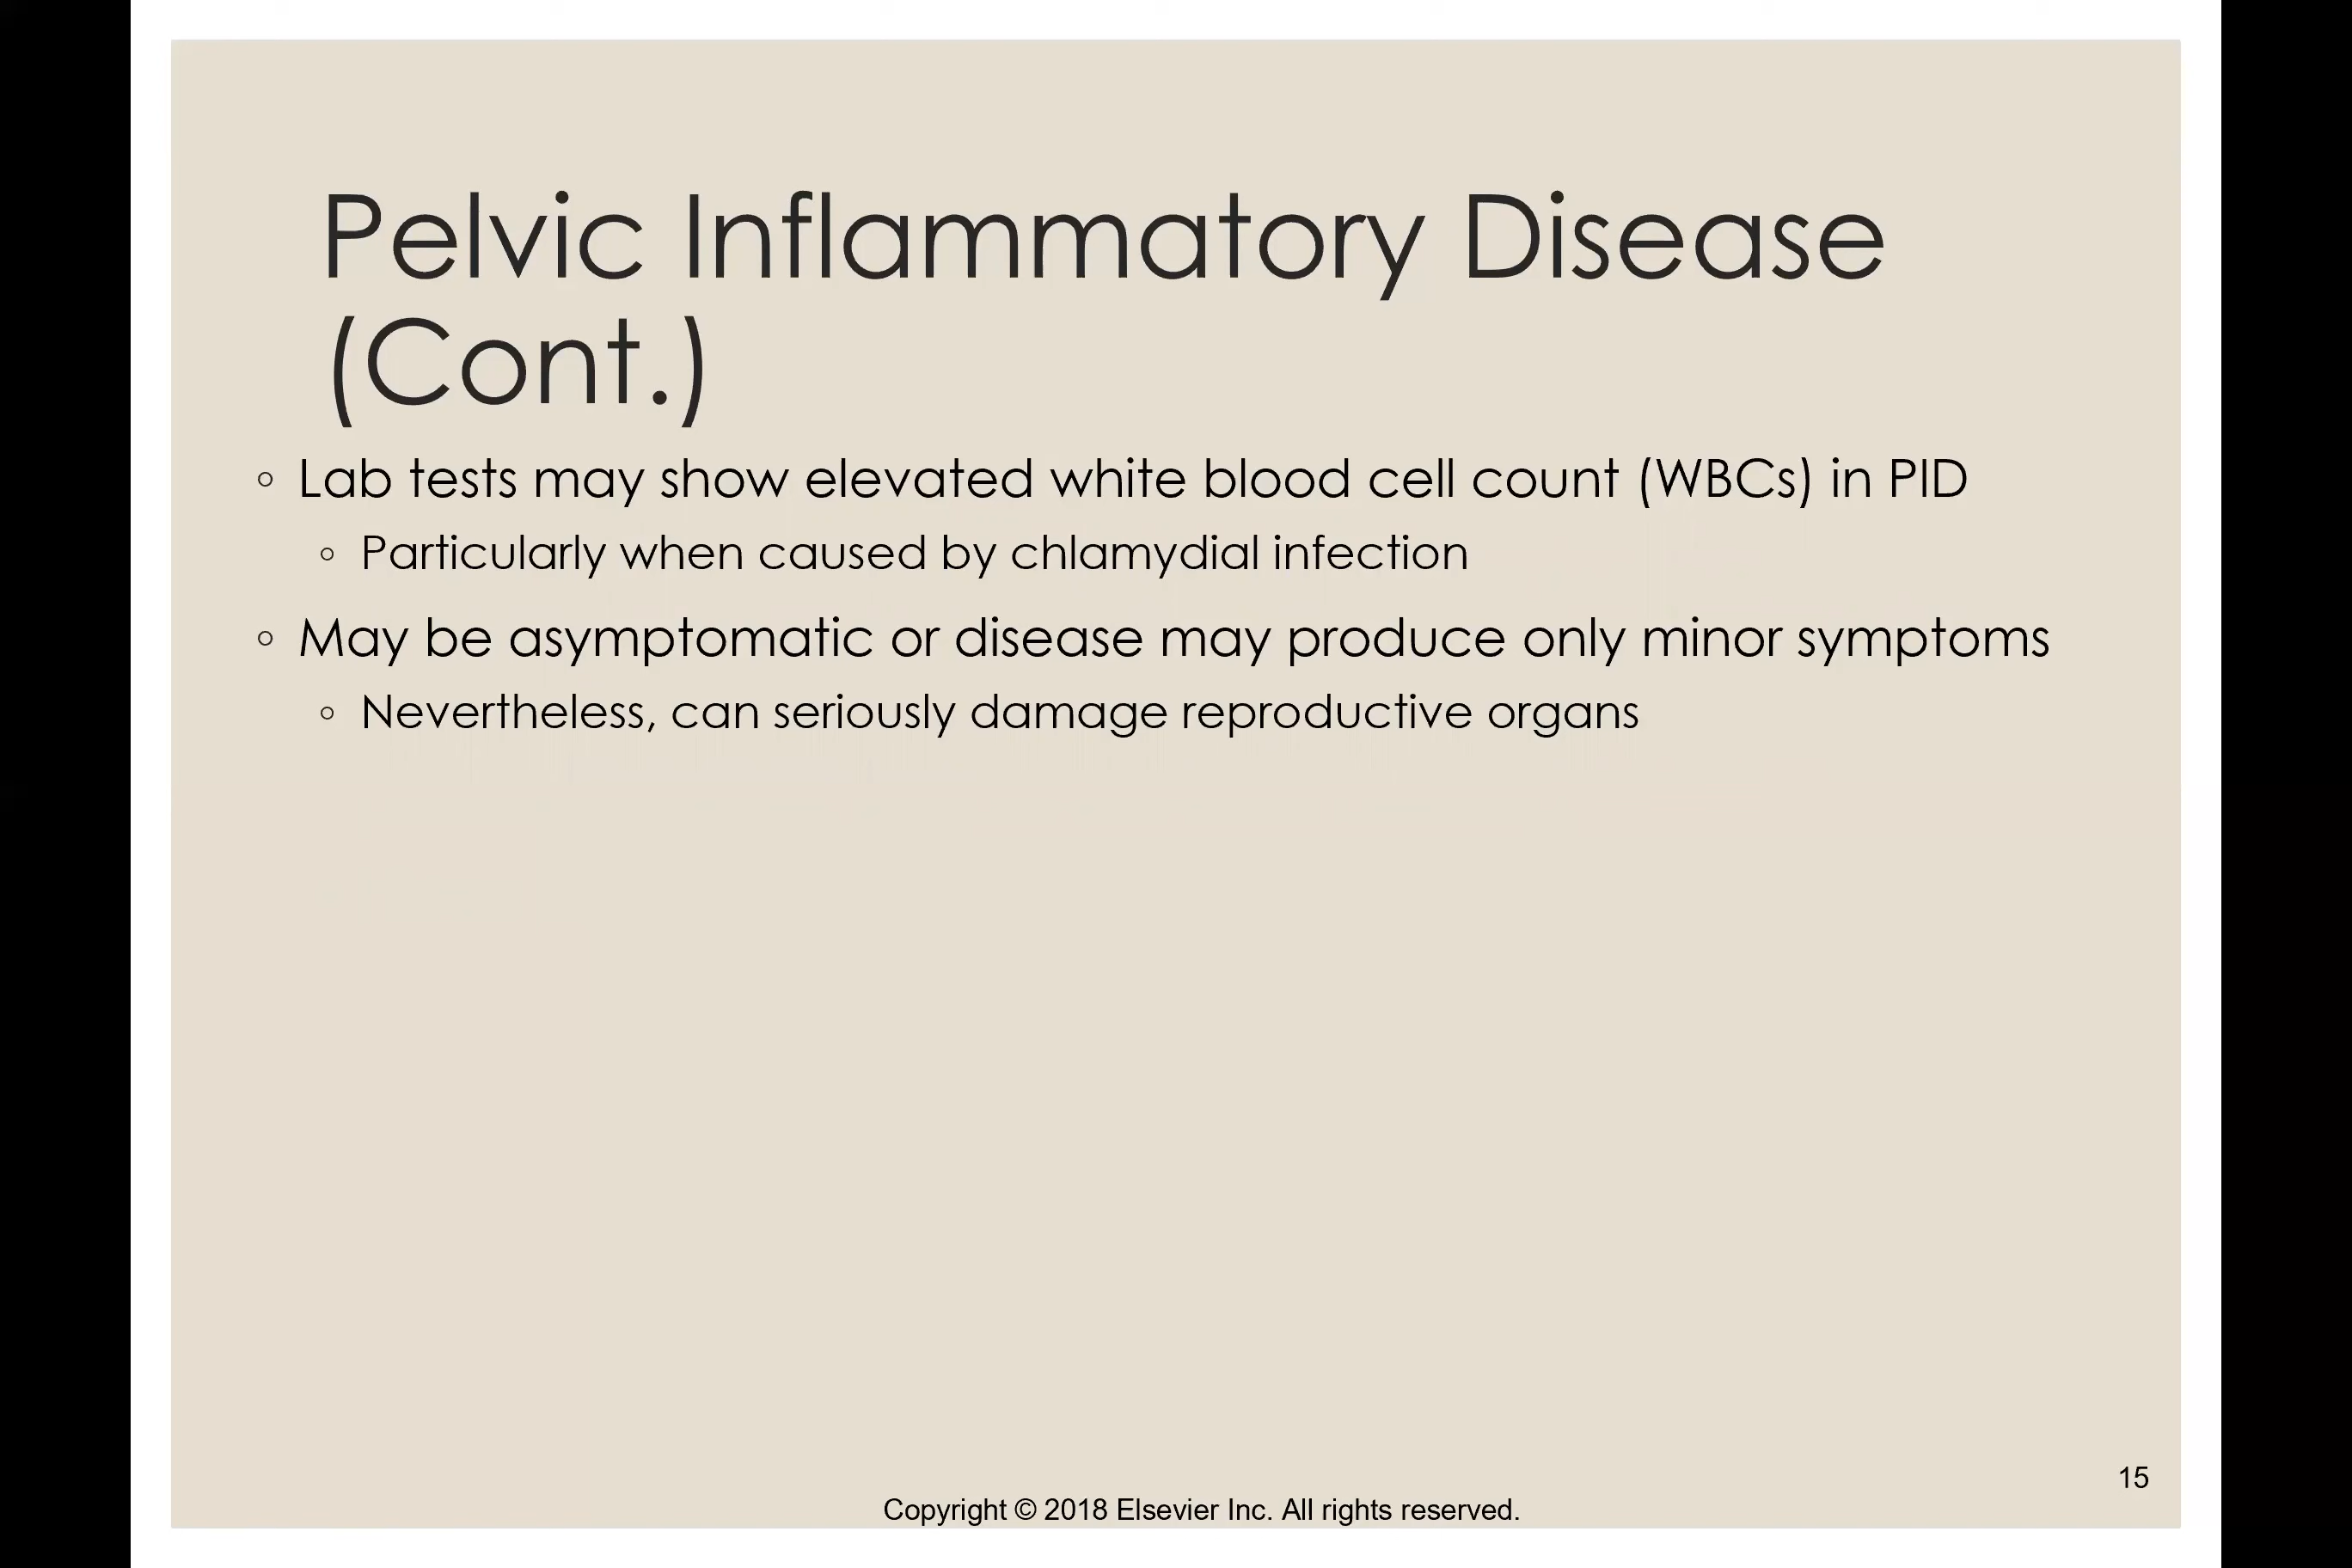 Pelvic Inflammatory Disease
(Cont.)
◦ Lab tests may show elevated white blood cell count (WBCs) in PID
◦ Particularly when caused by chlamydial infection
◦ May be asymptomatic or disease may produce only minor symptoms
◦ Nevertheless, can seriously damage reproductive organs
15
Copyright © 2018 Elsevier Inc. All rights reserved.